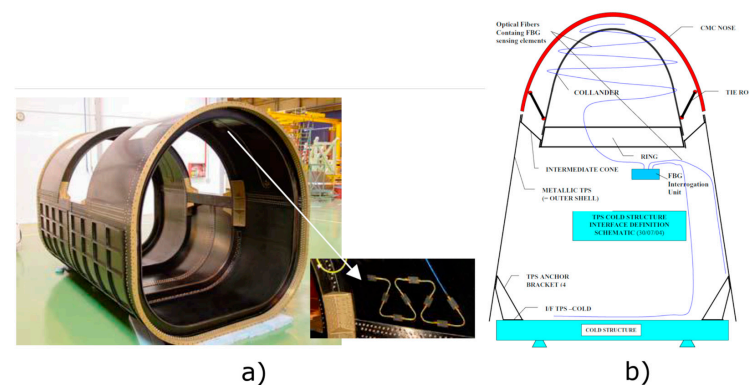 Optical Fibers
Containg FBG
sensing elements
CMC NOSE
COLLANDER
TIE RO
RING
INTERMEDIATE CONE
FBG
Interrogation
Unit
METALLIC TPS
(= OUTER SHELL)
TPS COLD STRUCTURE
INTERFACE DEFINITION
SCHEMATIC (30/07/04)
TPS ANCHOR
BRACKET (4
I/F TPS –COLD
COLD STRUCTURE
a)
b)